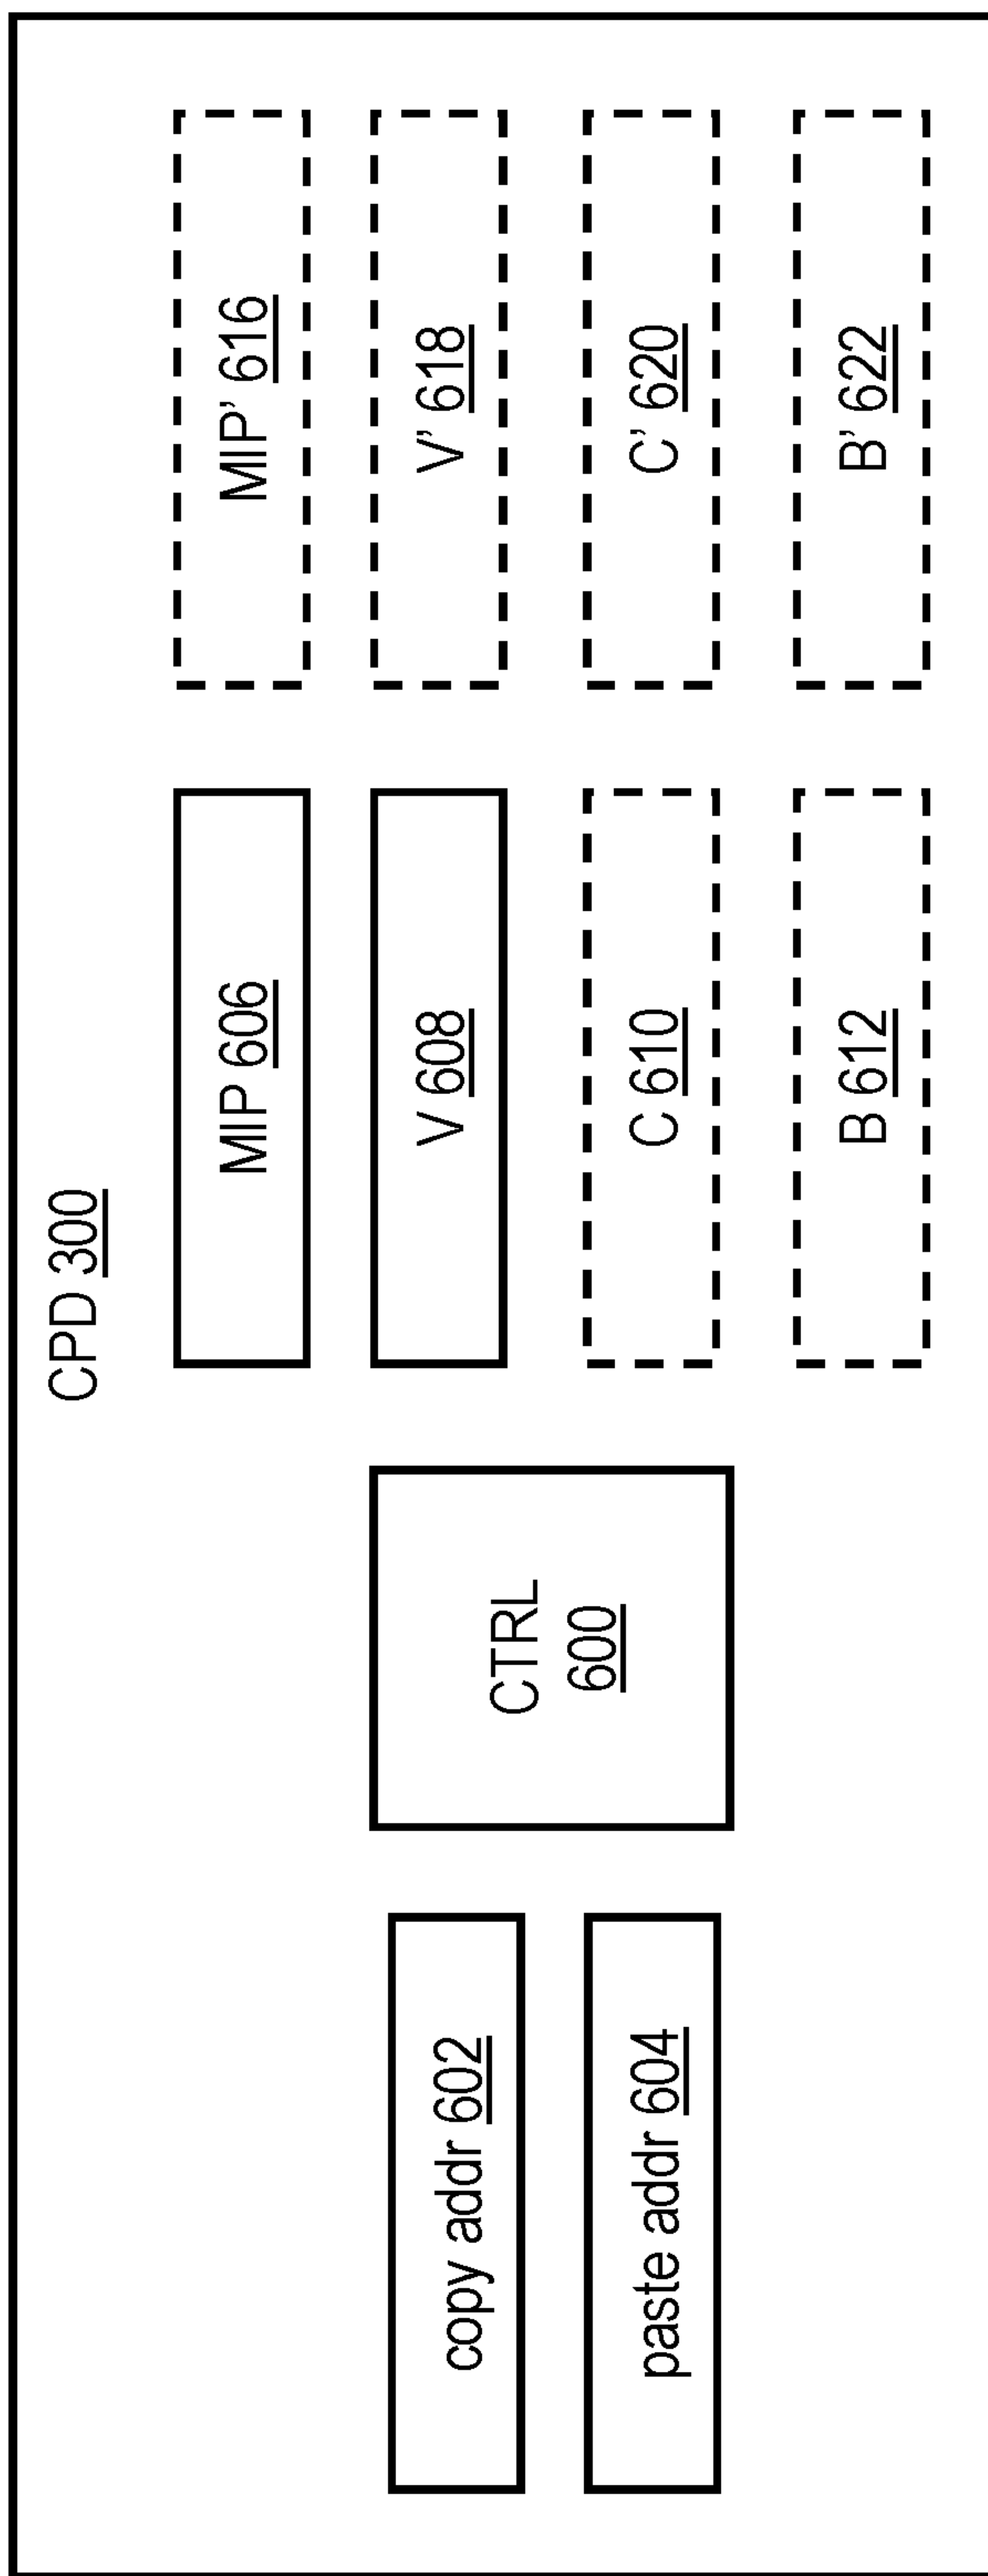 CPD 300
MIP 606
MIP’ 616
V 608
V’ 618
copy addr 602
CTRL
600
paste addr 604
C 610
C’ 620
B 612
B’ 622